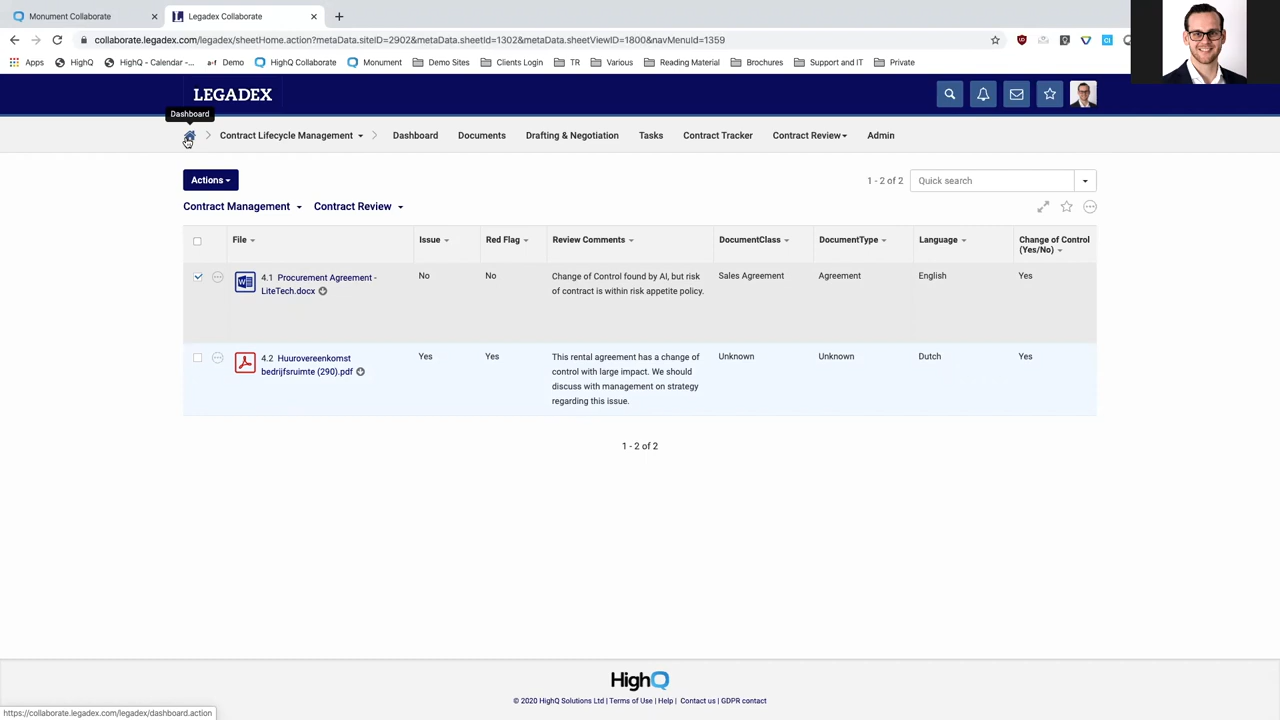 Monument Collaborate
Legadex Collaborate
collaborate.legadex.com/legadex/sheetHome.action?metaData.siteID=2902&metaData.sheetId=1302&metaData.sheetViewID=1800&navMenuId=1359
Apps HighQ HighQ - Calendar -... a-f Demo HighQ Collaborate Monument Demo Sites Clients Login TR Various Reading Material Brochures Support and IT Private
LEGADEX
Dashboard
Contract Lifecycle Management Dashboard Documents Drafting & Negotiation Tasks Contract Tracker Contract Review Admin
Actions
1 - 2 of 2 Quick search
Contract Management Contract Review
File Issue Red Flag Review Comments DocumentClass DocumentType Language Change of Control
(Yes/No)
4.1 Procurement Agreement - No No Change of Control found by AI, but risk Sales Agreement Agreement English Yes
LiteTech.docx of contract is within risk appetite policy.
4.2 Huurovereenkomst Yes Yes This rental agreement has a change of Unknown Unknown Dutch Yes
bedrijfsruimte (290).pdf control with large impact. We should
discuss with management on strategy
regarding this issue.
1 - 2 of 2
HighQ
© 2020 HighQ Solutions Ltd | Terms of Use | Help | Contact us | GDPR contact
https://collaborate.legadex.com/legadex/dashboard.action